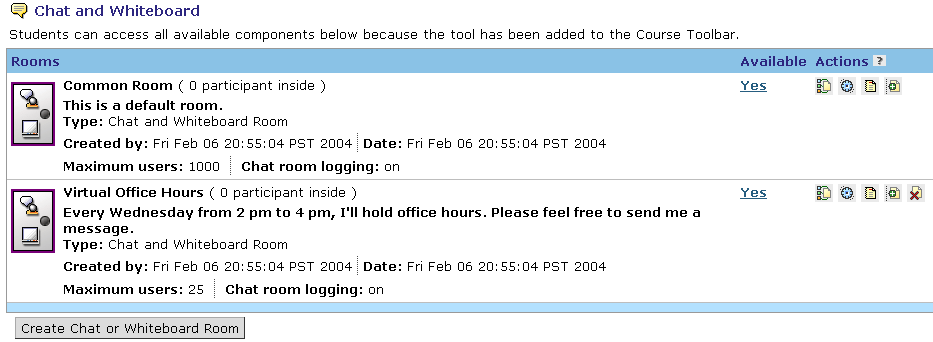 Chat and Whiteboard
Students can access all available components below because the tool has been added to the Course Toolbar.
Rooms Available Actions ?
Common Room ( 0 participant inside ) Yes
This is a default room.
Type: Chat and Whiteboard Room
Created by: Fri Feb 06 20:55:04 PST 2004 Date: Fri Feb 06 20:55:04 PST 2004
Maximum users: 1000 Chat room logging: on
Virtual Office Hours ( 0 participant inside ) Yes
Every Wednesday from 2 pm to 4 pm, I'll hold office hours. Please feel free to send me a
message.
Type: Chat and Whiteboard Room
Created by: Fri Feb 06 20:55:04 PST 2004 Date: Fri Feb 06 20:55:04 PST 2004
Maximum users: 25 Chat room logging: on
Create Chat or Whiteboard Room